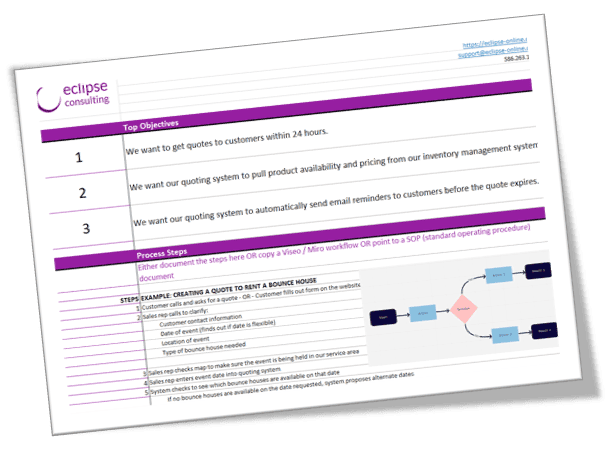 eclipse
consulting
https://eclipse-online.
support@eclipse-online.
586.263.1
Top Objectives
1 We want to get quotes to customers within 24 hours.
2 We want our quoting system to pull product availability and pricing from our inventory management system
3 We want our quoting system to automatically send email reminders to customers before the quote expires.
Process Steps
Either document the steps here OR copy a Viseo / Miro workflow OR point to a SOP (standard operating procedure)
document
STEPS EXAMPLE: CREATING A QUOTE TO RENT A BOUNCE HOUSE
1 Customer calls and asks for a quote - OR - Customer fills out form on the website
2 Sales rep calls to clarify:
Customer contact information
Date of event (finds out if date is flexible)
Location of event
Type of bounce house needed
3 Sales rep checks map to make sure the event is being held in our service area
4 Sales rep enters event date into quoting system
5 System checks to see which bounce houses are available on that date
If no bounce houses are available on the date requested, system proposes alternate dates